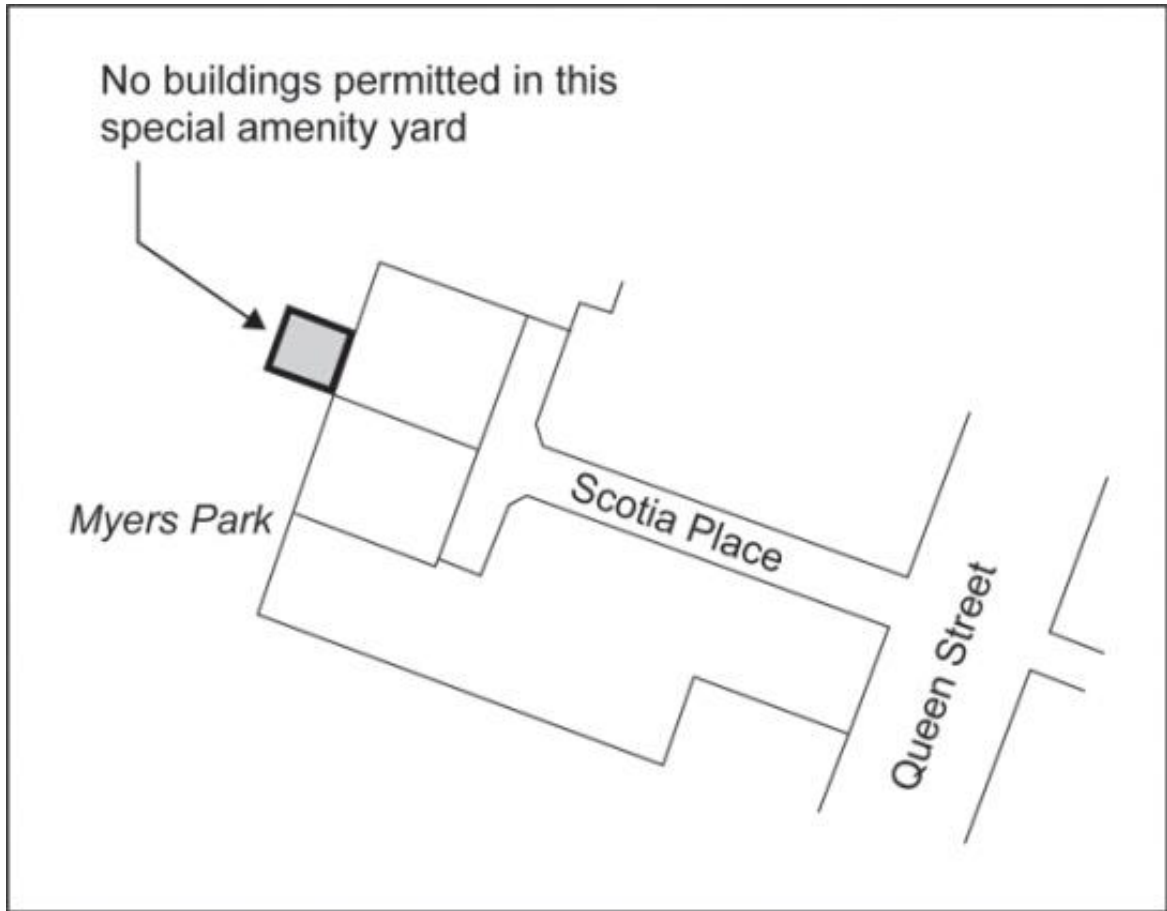 No buildings permitted in this
special amenity yard
Myers Park
Scotia Place
Queen Street